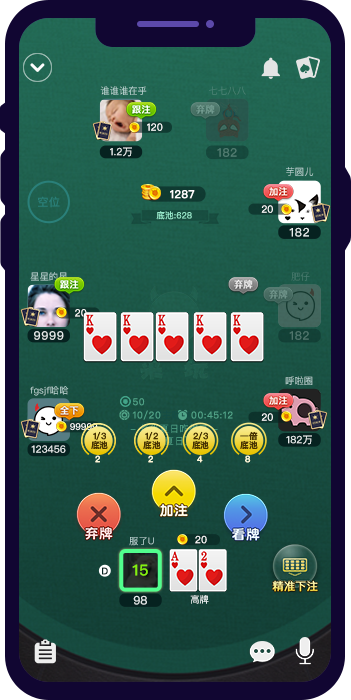 谁谁谁在乎
七七八八
跟注
120
弃牌
1.2万
182
芋圆儿
空位
1287
加注
20
底池:628
182
星星的星
跟注
弃牌
肥仔
弃牌
20
9999
182
K K K K K
fgsjf哈哈
呼啦圈
全下
99999
50
10/20
00:45:12
加注
20
123456
182万
1/3
底池
1/2
底池
2/3
底池
一倍
底池
2
2
4
8
加注
弃牌
看牌
服了U
20
D
15
A 2
精准下注
98
高牌